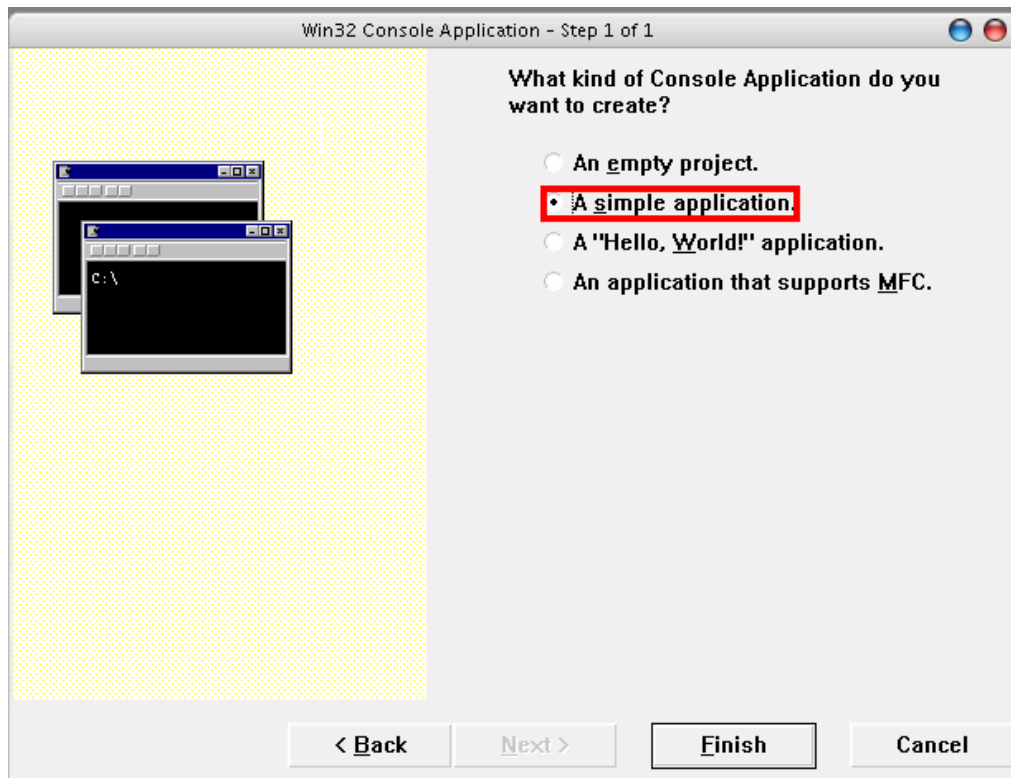 Win32 Console Application - Step 1 of 1
What kind of Console Application do you
want to create?
An empty project.
A simple application.
A "Hello, World!" application.
An application that supports MFC.
C:\
< Back
Next >
Finish
Cancel